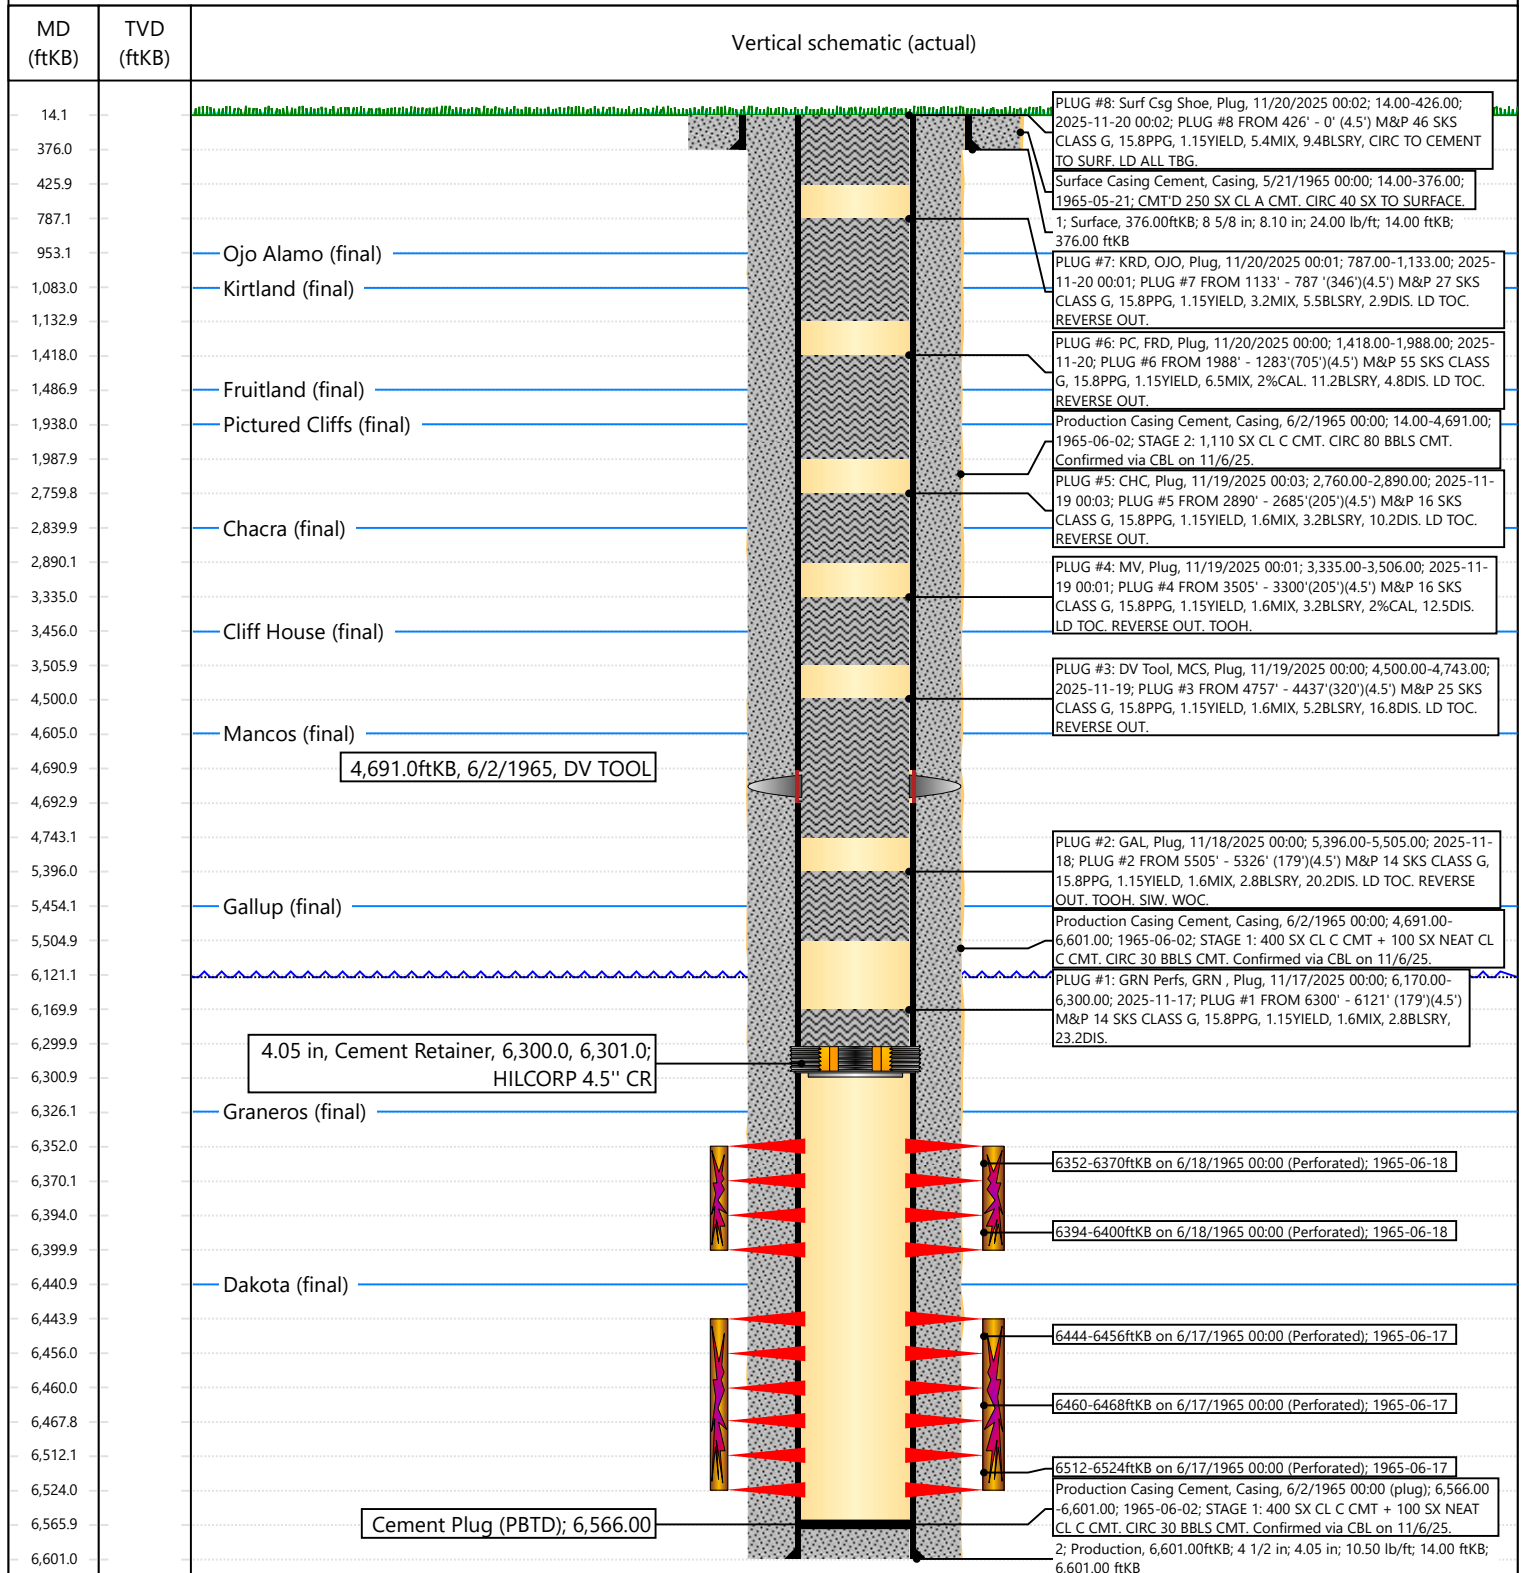 MD
(ftKB)
TVD
(ftKB)
Vertical schematic (actual)
14.1
376.0
425.9
787.1
953.1
1,083.0
1,132.9
1,418.0
1,486.9
1,938.0
1,987.9
2,759.8
2,839.9
2,890.1
3,335.0
3,456.0
3,505.9
4,500.0
4,605.0
4,690.9
4,692.9
4,743.1
5,396.0
5,454.1
5,504.9
6,121.1
6,169.9
6,299.9
6,300.9
6,326.1
6,352.0
6,370.1
6,394.0
6,399.9
6,440.9
6,443.9
6,456.0
6,460.0
6,467.8
6,512.1
6,524.0
6,565.9
6,601.0
Ojo Alamo (final)
Kirtland (final)
Fruitland (final)
Pictured Cliffs (final)
Chacra (final)
Cliff House (final)
Mancos (final)
4,691.0ftKB, 6/2/1965, DV TOOL
Gallup (final)
4.05 in, Cement Retainer, 6,300.0, 6,301.0;
HILCORP 4.5'' CR
Graneros (final)
Dakota (final)
Cement Plug (PBTD); 6,566.00
PLUG #8: Surf Csg Shoe, Plug, 11/20/2025 00:02; 14.00-426.00;
2025-11-20 00:02; PLUG #8 FROM 426' - 0' (4.5') M&P 46 SKS
CLASS G, 15.8PPG, 1.15YIELD, 5.4MIX, 9.4BLSRY, CIRC TO CEMENT
TO SURF. LD ALL TBG.
Surface Casing Cement, Casing, 5/21/1965 00:00; 14.00-376.00;
1965-05-21; CMT'D 250 SX CL A CMT. CIRC 40 SX TO SURFACE.
1; Surface, 376.00ftKB; 8 5/8 in; 8.10 in; 24.00 lb/ft; 14.00 ftKB;
376.00 ftKB
PLUG #7: KRD, OJO, Plug, 11/20/2025 00:01; 787.00-1,133.00; 2025-
11-20 00:01; PLUG #7 FROM 1133' - 787 '(346')(4.5') M&P 27 SKS
CLASS G, 15.8PPG, 1.15YIELD, 3.2MIX, 5.5BLSRY, 2.9DIS. LD TOC.
REVERSE OUT.
PLUG #6: PC, FRD, Plug, 11/20/2025 00:00; 1,418.00-1,988.00; 2025-
11-20; PLUG #6 FROM 1988' - 1283'(705')(4.5') M&P 55 SKS CLASS
G, 15.8PPG, 1.15YIELD, 6.5MIX, 2%CAL. 11.2BLSRY, 4.8DIS. LD TOC.
REVERSE OUT.
Production Casing Cement, Casing, 6/2/1965 00:00; 14.00-4,691.00;
1965-06-02; STAGE 2: 1,110 SX CL C CMT. CIRC 80 BBLS CMT.
Confirmed via CBL on 11/6/25.
PLUG #5: CHC, Plug, 11/19/2025 00:03; 2,760.00-2,890.00; 2025-11-
19 00:03; PLUG #5 FROM 2890' - 2685'(205')(4.5') M&P 16 SKS
CLASS G, 15.8PPG, 1.15YIELD, 1.6MIX, 3.2BLSRY, 10.2DIS. LD TOC.
REVERSE OUT.
PLUG #4: MV, Plug, 11/19/2025 00:01; 3,335.00-3,506.00; 2025-11-
19 00:01; PLUG #4 FROM 3505' - 3300'(205')(4.5') M&P 16 SKS
CLASS G, 15.8PPG, 1.15YIELD, 1.6MIX, 3.2BLSRY, 2%CAL, 12.5DIS.
LD TOC. REVERSE OUT. TOOH.
PLUG #3: DV Tool, MCS, Plug, 11/19/2025 00:00; 4,500.00-4,743.00;
2025-11-19; PLUG #3 FROM 4757' - 4437'(320')(4.5') M&P 25 SKS
CLASS G, 15.8PPG, 1.15YIELD, 1.6MIX, 5.2BLSRY, 16.8DIS. LD TOC.
REVERSE OUT.
PLUG #2: GAL, Plug, 11/18/2025 00:00; 5,396.00-5,505.00; 2025-11-
18; PLUG #2 FROM 5505' - 5326' (179')(4.5') M&P 14 SKS CLASS G,
15.8PPG, 1.15YIELD, 1.6MIX, 2.8BLSRY, 20.2DIS. LD TOC. REVERSE
OUT. TOOH. SIW. WOC.
Production Casing Cement, Casing, 6/2/1965 00:00; 4,691.00-
6,601.00; 1965-06-02; STAGE 1: 400 SX CL C CMT + 100 SX NEAT CL
C CMT. CIRC 30 BBLS CMT. Confirmed via CBL on 11/6/25.
PLUG #1: GRN Perfs, GRN , Plug, 11/17/2025 00:00; 6,170.00-
6,300.00; 2025-11-17; PLUG #1 FROM 6300' - 6121' (179')(4.5')
M&P 14 SKS CLASS G, 15.8PPG, 1.15YIELD, 1.6MIX, 2.8BLSRY,
23.2DIS.
6352-6370ftKB on 6/18/1965 00:00 (Perforated); 1965-06-18
6394-6400ftKB on 6/18/1965 00:00 (Perforated); 1965-06-18
6444-6456ftKB on 6/17/1965 00:00 (Perforated); 1965-06-17
6460-6468ftKB on 6/17/1965 00:00 (Perforated); 1965-06-17
6512-6524ftKB on 6/17/1965 00:00 (Perforated); 1965-06-17
Production Casing Cement, Casing, 6/2/1965 00:00 (plug); 6,566.00
-6,601.00; 1965-06-02; STAGE 1: 400 SX CL C CMT + 100 SX NEAT
CL C CMT. CIRC 30 BBLS CMT. Confirmed via CBL on 11/6/25.
2; Production, 6,601.00ftKB; 4 1/2 in; 4.05 in; 10.50 lb/ft; 14.00 ftKB;
6,601.00 ftKB